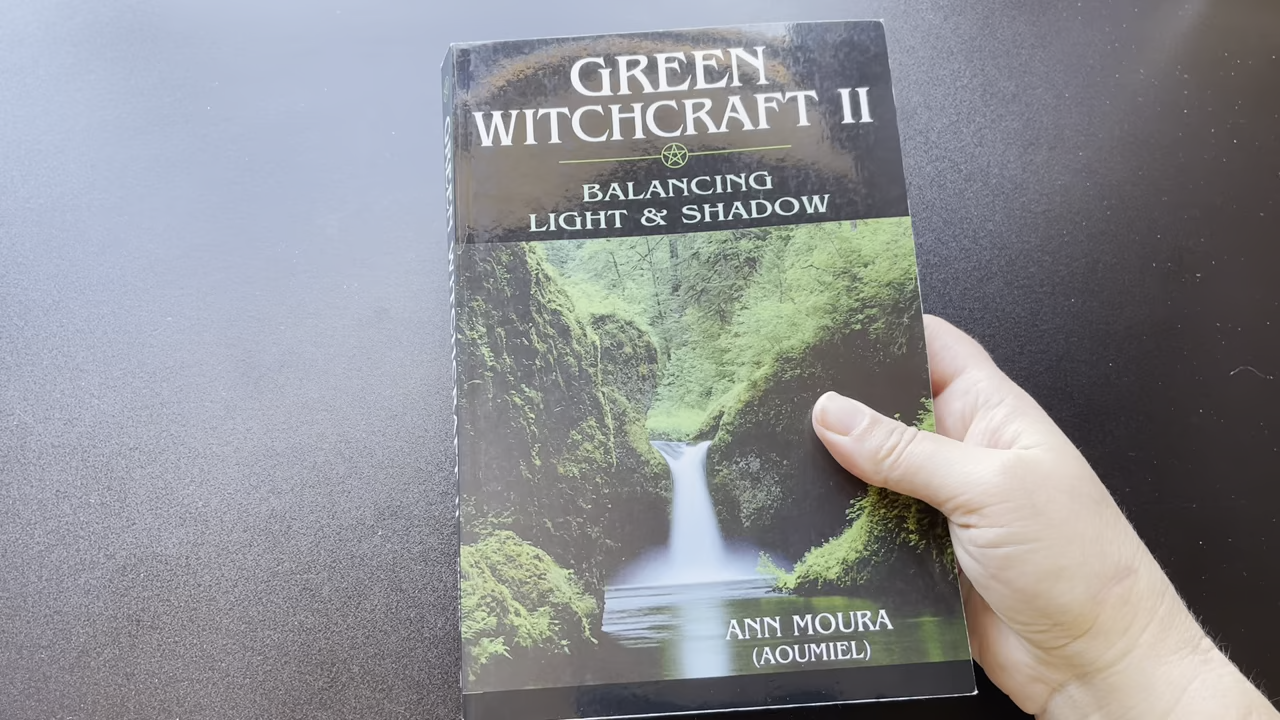 GREEN
WITCHCRAFT II
BALANCING
LIGHT & SHADOW
ANN MOURA
(AOUMIEL)